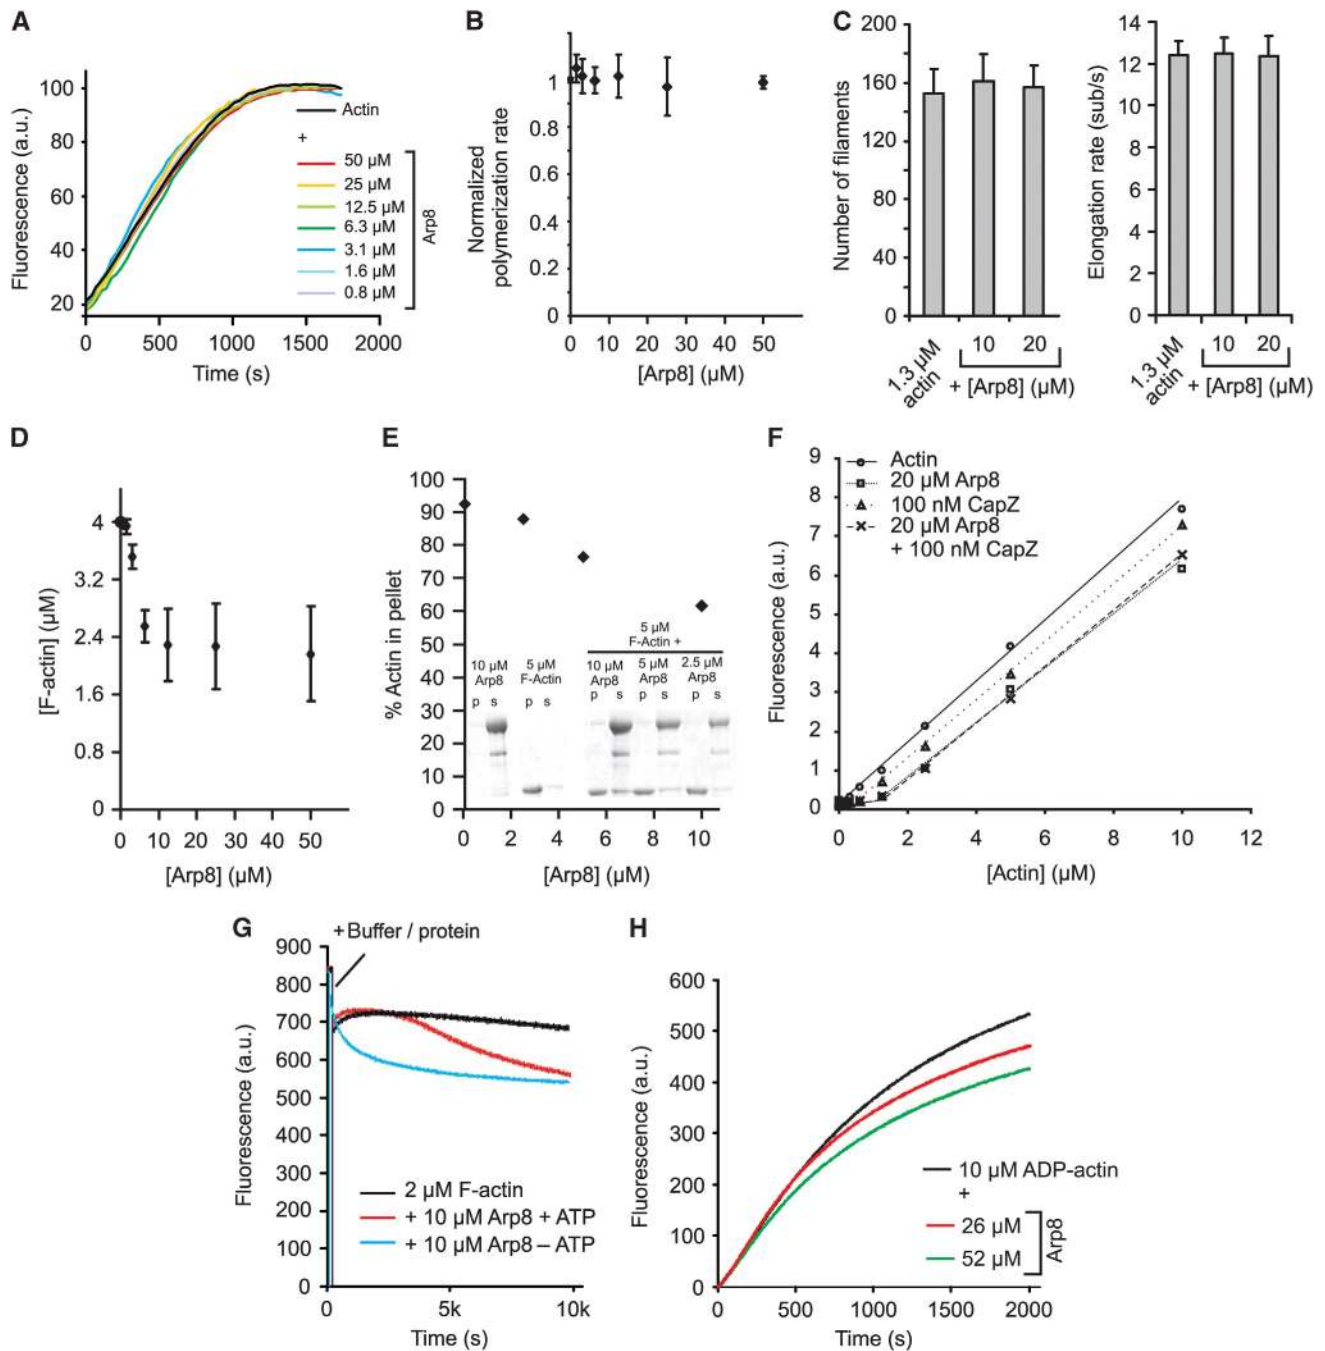 A
Fluorescence (a.u.)
100
80
60
40
20
0
500
1000
1500
2000
Time (s)
Actin
+
50 µM
25 µM
12.5 µM
6.3 µM
3.1 µM
1.6 µM
0.8 µM
Arp8
B
Normalized
polymerization rate
1
0.8
0.6
0.4
0.2
0
0 10 20 30 40 50
[Arp8] (µM)
C
Number of filaments
200
160
120
80
40
0
1.3 µM
actin
10 20
+ [Arp8] (µM)
Elongation rate (sub/s)
14
12
10
8
6
4
2
0
1.3 µM
actin
10 20
+ [Arp8] (µM)
D
[F-actin] (µM)
4
3.2
2.4
1.6
0.8
0
0 10 20 30 40 50
[Arp8] (µM)
E
% Actin in pellet
100
90
80
70
60
50
40
30
20
10
0
5 µM
F-Actin +
10 µM
Arp8
5 µM
F-Actin
10 µM
Arp8
5 µM
Arp8
2.5 µM
Arp8
p s p s p s p s p s
0 2 4 6 8 10
[Arp8] (µM)
F
Fluorescence (a.u.)
9
8
7
6
5
4
3
2
1
0
Actin
20 µM Arp8
100 nM CapZ
20 µM Arp8
+ 100 nM CapZ
0 2 4 6 8 10 12
[Actin] (µM)
G
+Buffer / protein
Fluorescence (a.u.)
900
800
700
600
500
400
300
200
100
0
2 µM F-actin
+ 10 µM Arp8 + ATP
+ 10 µM Arp8 – ATP
0 5k 10k
Time (s)
H
Fluorescence (a.u.)
600
500
400
300
200
100
0
10 µM ADP-actin
+
26 µM
52 µM
Arp8
0 500 1000 1500 2000
Time (s)